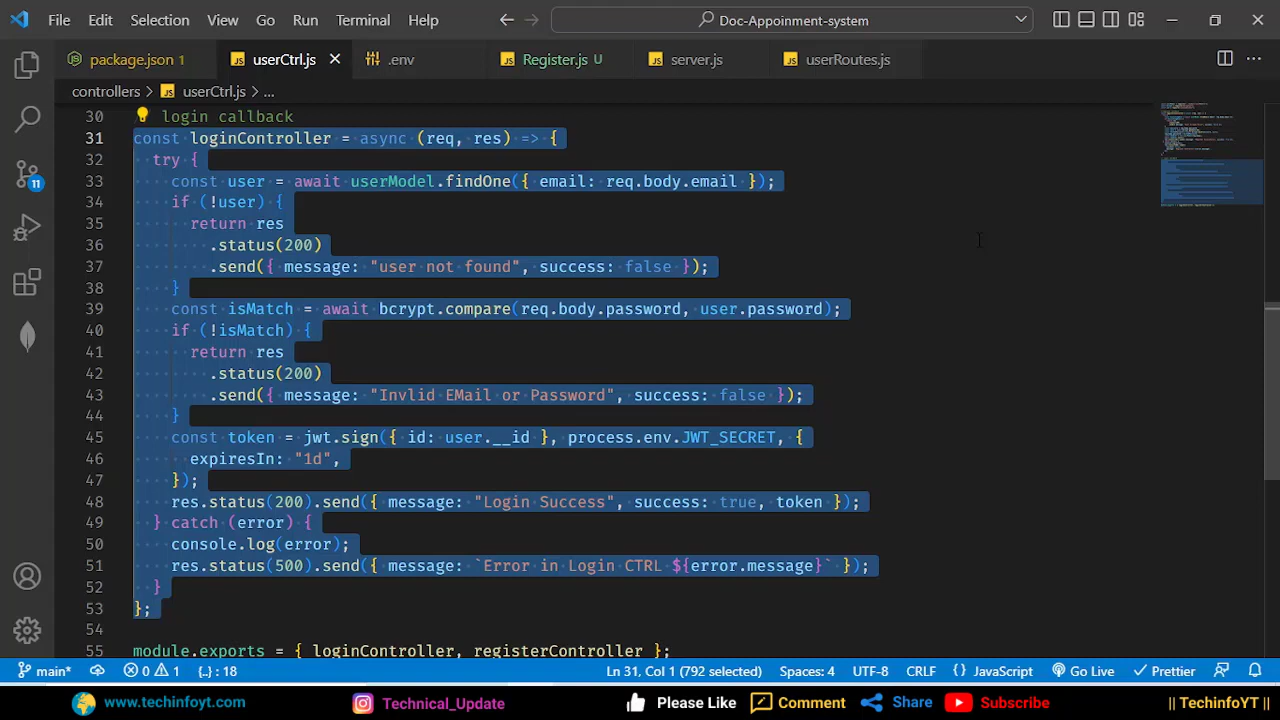 File Edit Selection View Go Run Terminal Help Doc-Appoinment-system
package.json 1 JS userCtrl.js .env JS Register.js U JS server.js JS userRoutes.js
controllers > JS userCtrl.js > ...
30 // login callback
31 const loginController = async (req, res) => {
32 try {
33 const user = await userModel.findOne({ email: req.body.email });
34 if (!user) {
35 return res
36 .status(200)
37 .send({ message: "user not found", success: false });
38 }
39 const isMatch = await bcrypt.compare(req.body.password, user.password);
40 if (!isMatch) {
41 return res
42 .status(200)
43 .send({ message: "Invlid EMail or Password", success: false });
44 }
45 const token = jwt.sign({ id: user.__id }, process.env.JWT_SECRET, {
46 expiresIn: "1d",
47 });
48 res.status(200).send({ message: "Login Success", success: true, token });
49 } catch (error) {
50 console.log(error);
51 res.status(500).send({ message: `Error in Login CTRL ${error.message}` });
52 }
53 };
54
55 module.exports = { loginController, registerController };
11
main* 0 1 {..} : 18 Ln 31, Col 1 (792 selected) Spaces: 4 UTF-8 CRLF {} JavaScript Go Live Prettier
www.techinfoyt.com Technical_Update Please Like Comment Share Subscribe || TechinfoYT ||